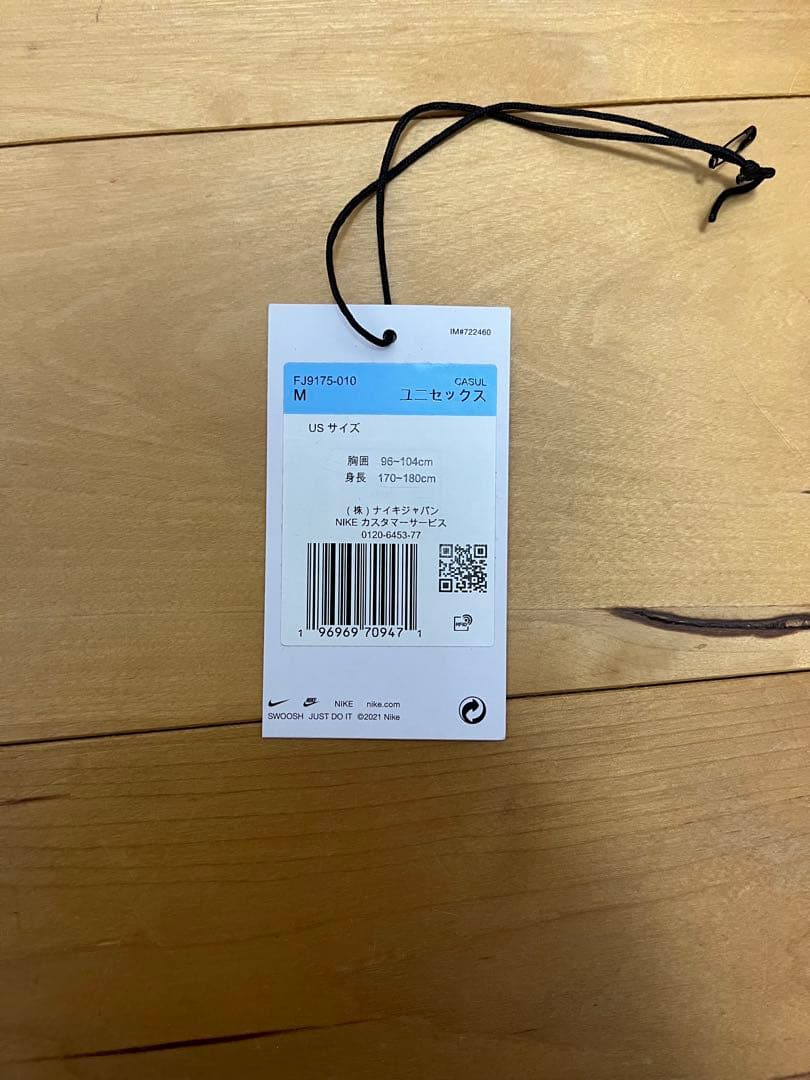 IM#722460
FJ9175-010 CASUL
M ユニセックス
US サイズ
胸囲 96~104cm
身長 170~180cm
(株)ナイキジャパン
NIKE カスタマーサービス
0120-6453-77
1 96969 70947 1
RFID
NIKE nike.com
SWOOSH JUST DO IT ©2021 Nike